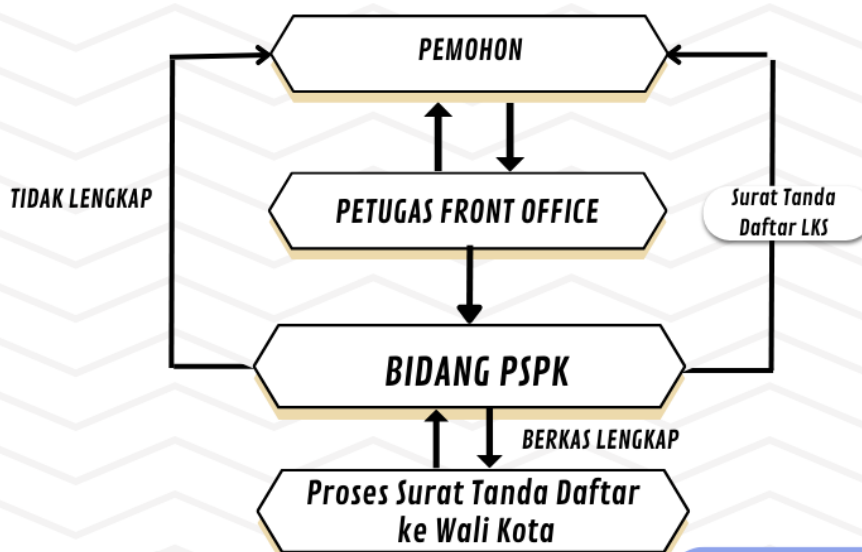 PEMOHON
TIDAK LENGKAP
PETUGAS FRONT OFFICE
Surat Tanda
Daftar LKS
BIDANG PSPK
BERKAS LENGKAP
Proses Surat Tanda Daftar
ke Wali Kota